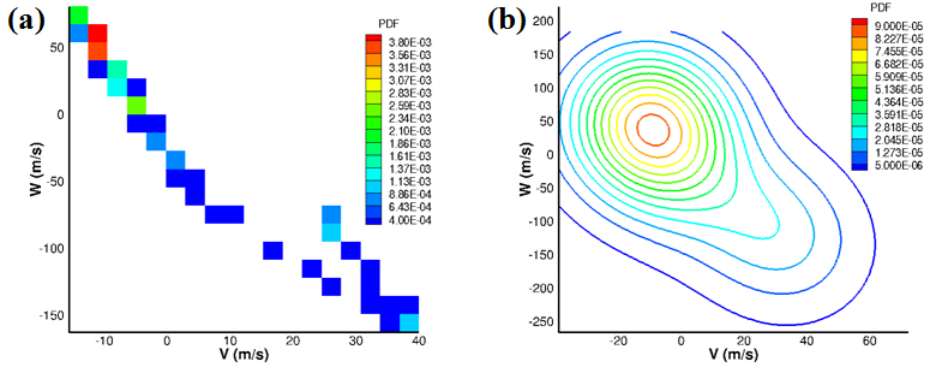 (a)
PDF
3.80E-03
3.56E-03
3.31E-03
3.07E-03
2.83E-03
2.59E-03
2.34E-03
2.10E-03
1.86E-03
1.61E-03
1.37E-03
1.13E-03
8.86E-04
6.43E-04
4.00E-04
W (m/s)
50
0
-50
-100
-150
-10
0
10
20
30
40
V (m/s)
(b)
PDF
9.000E-05
8.227E-05
7.455E-05
6.682E-05
5.909E-05
5.136E-05
4.364E-05
3.591E-05
2.818E-05
2.045E-05
1.273E-05
5.000E-06
W (m/s)
200
150
100
50
0
-50
-100
-150
-200
-250
-20
0
20
40
60
V (m/s)